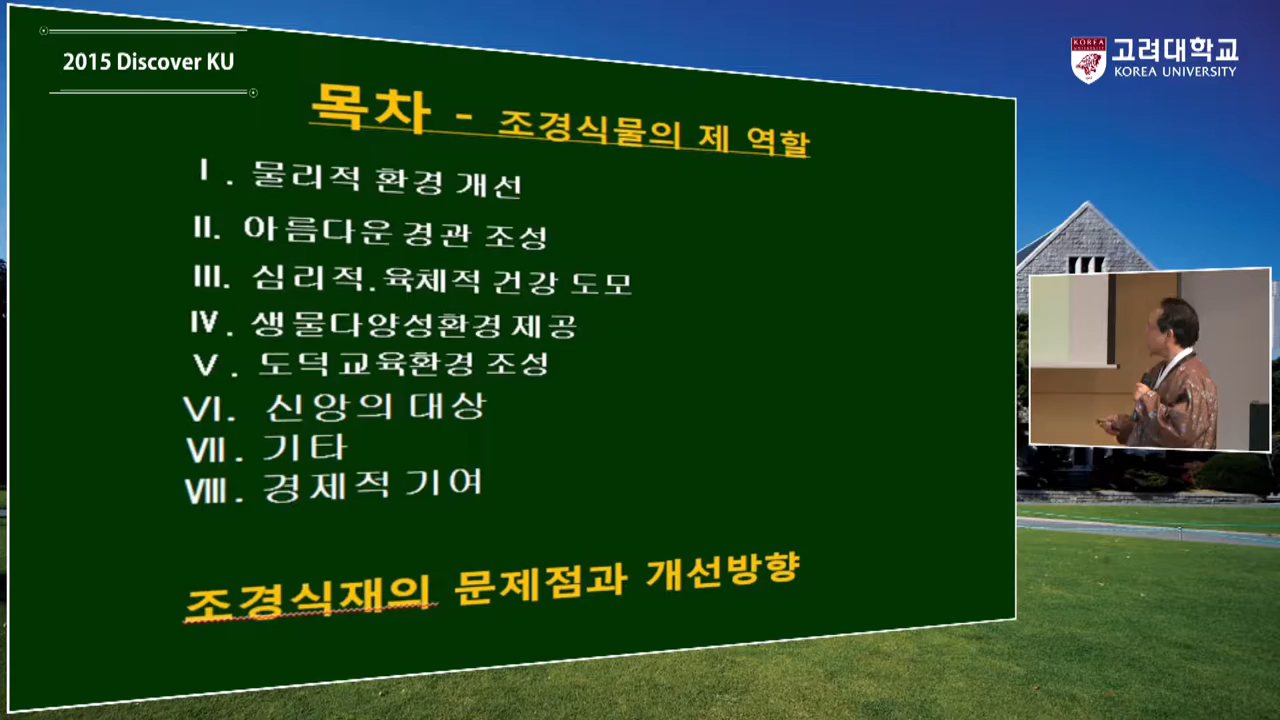 2015 Discover KU
KOREA
UNIVERSITY
고려대학교
KOREA UNIVERSITY
목차 - 조경식물의 제 역할
Ⅰ. 물리적 환경 개선
Ⅱ. 아름다운 경관 조성
Ⅲ. 심리적.육체적 건강 도모
Ⅳ. 생물다양성환경 제공
Ⅴ. 도덕교육환경 조성
Ⅵ. 신앙의 대상
Ⅶ. 기타
Ⅷ. 경제적 기여
조경식재의 문제점과 개선방향